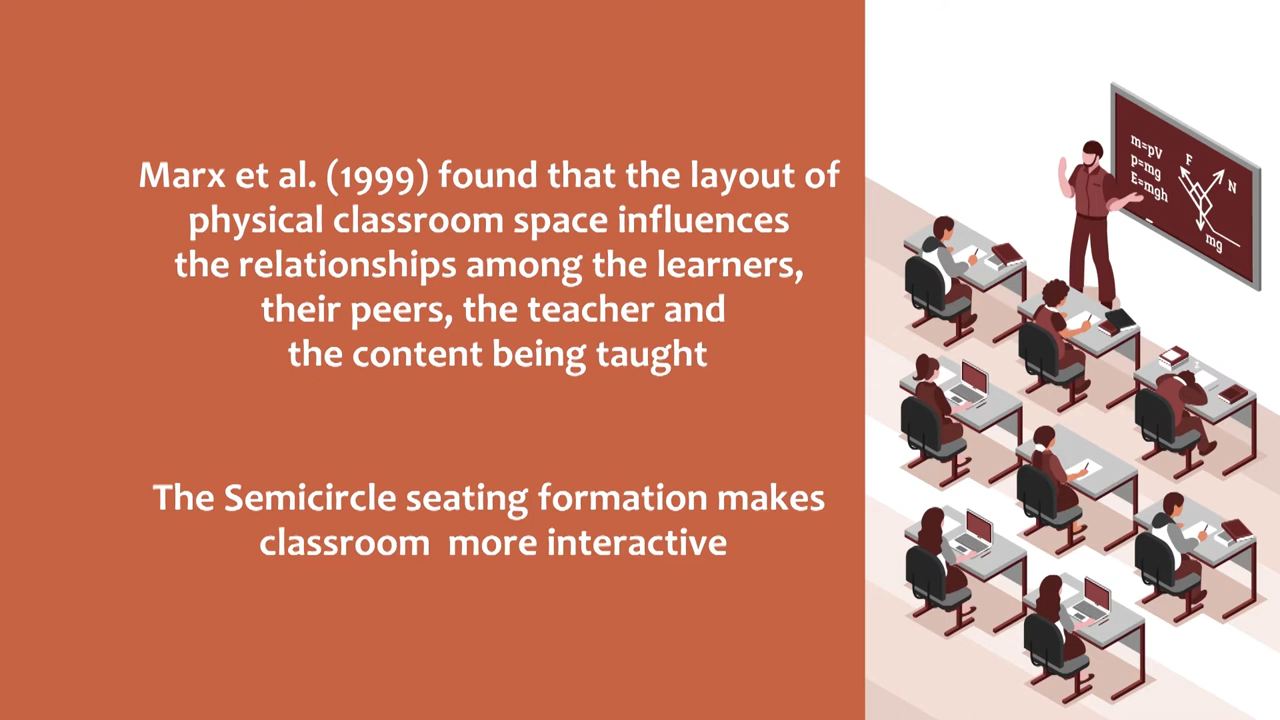 Marx et al. (1999) found that the layout of
physical classroom space influences
the relationships among the learners,
their peers, the teacher and
the content being taught
The Semicircle seating formation makes
classroom  more interactive
m=pV
p=mg
E=mgh
F
N
mg